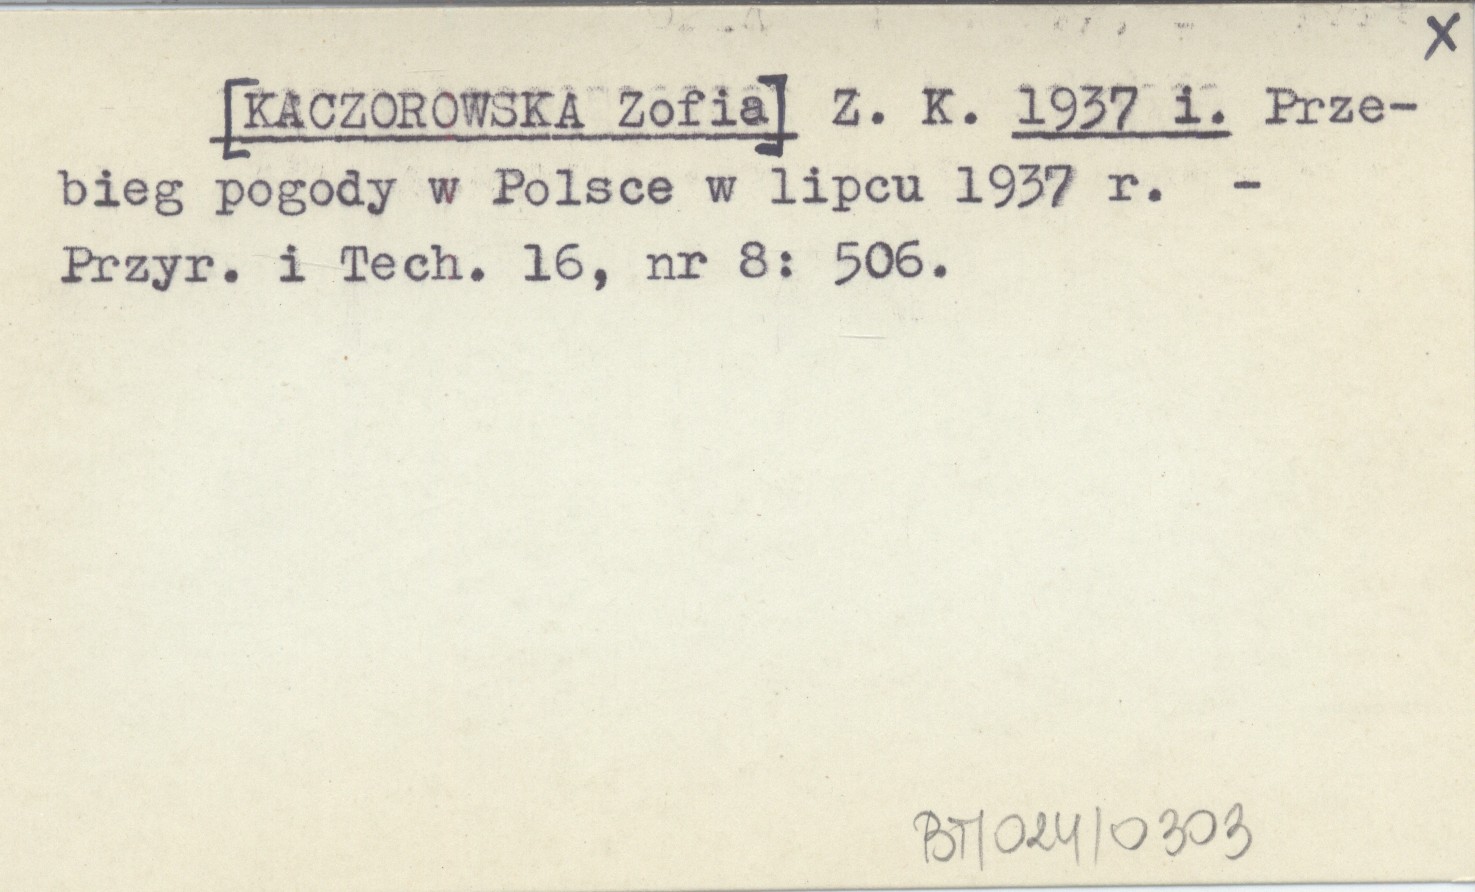 X
[KACZOROWSKA Zofia] Z. K. 1937 i. Prze-
bieg pogody w Polsce w lipcu 1937 r. -
Przyr. i Tech. 16, nr 8: 506.
BT/024/0303